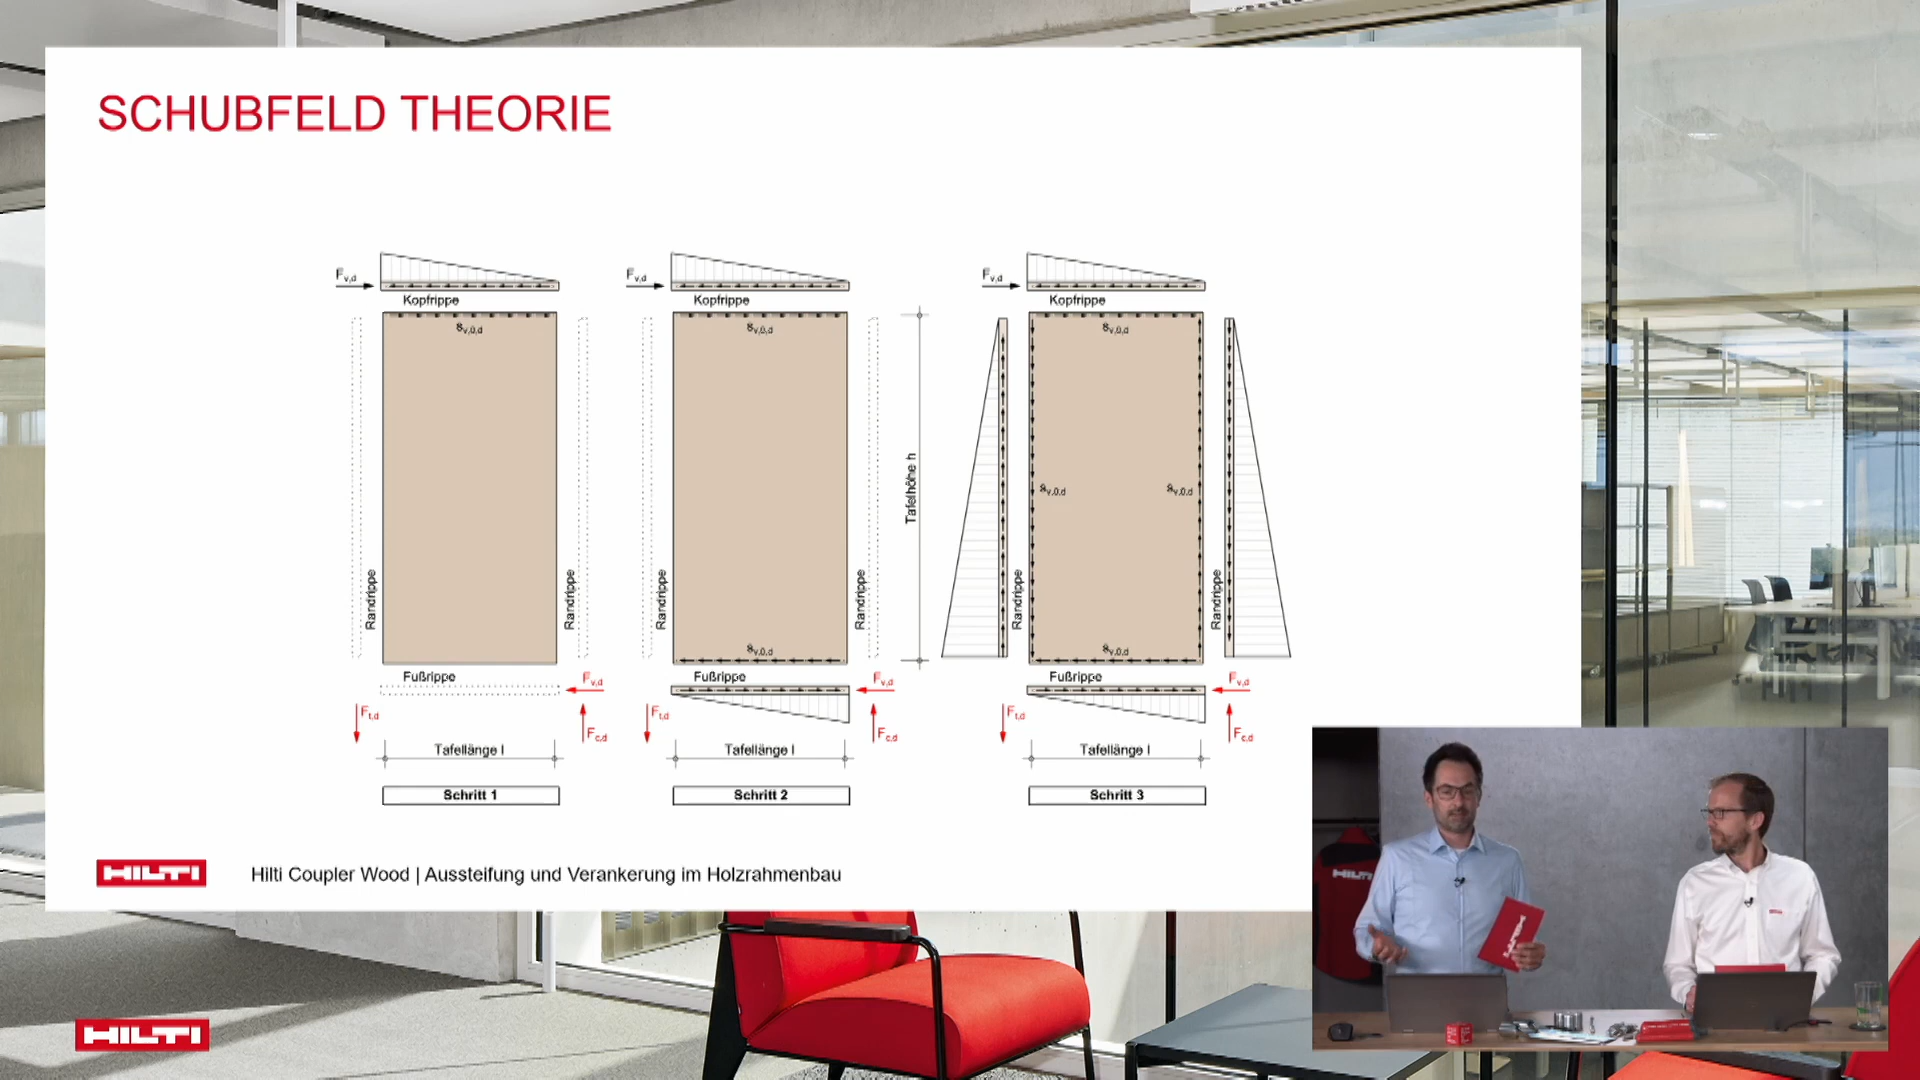 SCHUBFELD THEORIE
Fv,d
Kopfrippe
sv,0,d
Randrippe
Randrippe
Fußrippe
Fv,d
Ft,d
Fc,d
Tafellänge l
Schritt 1
Fv,d
Kopfrippe
sv,0,d
Randrippe
Randrippe
sv,0,d
Fußrippe
Fv,d
Ft,d
Fc,d
Tafellänge l
Schritt 2
Tafelhöhe h
Fv,d
Kopfrippe
sv,0,d
sv,0,d
sv,0,d
Randrippe
Randrippe
sv,0,d
Fußrippe
Fv,d
Ft,d
Fc,d
Tafellänge l
Schritt 3
HILTI
Hilti Coupler Wood | Aussteifung und Verankerung im Holzrahmenbau
HILTI
HILTI
HILTI